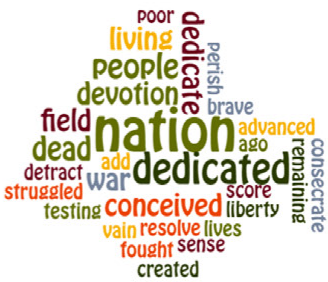 poor
living
dedicate
people
perish
devotion
brave
field
nation
advanced
dead
ago
add
dedicated
remaining
consecrate
detract
war
struggled
score
testing
conceived
liberty
vain
resolve
lives
fought
sense
created